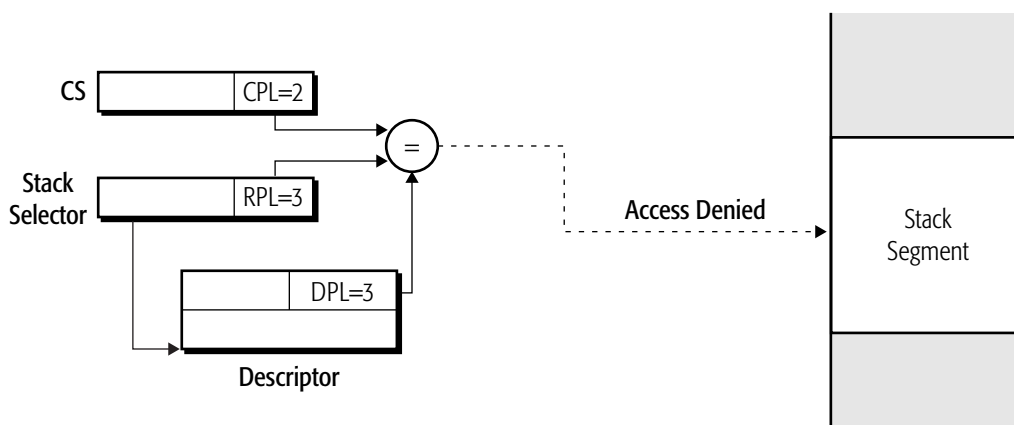 CS
CPL=2
=
Stack
Selector
RPL=3
Access Denied
Stack
Segment
DPL=3
Descriptor